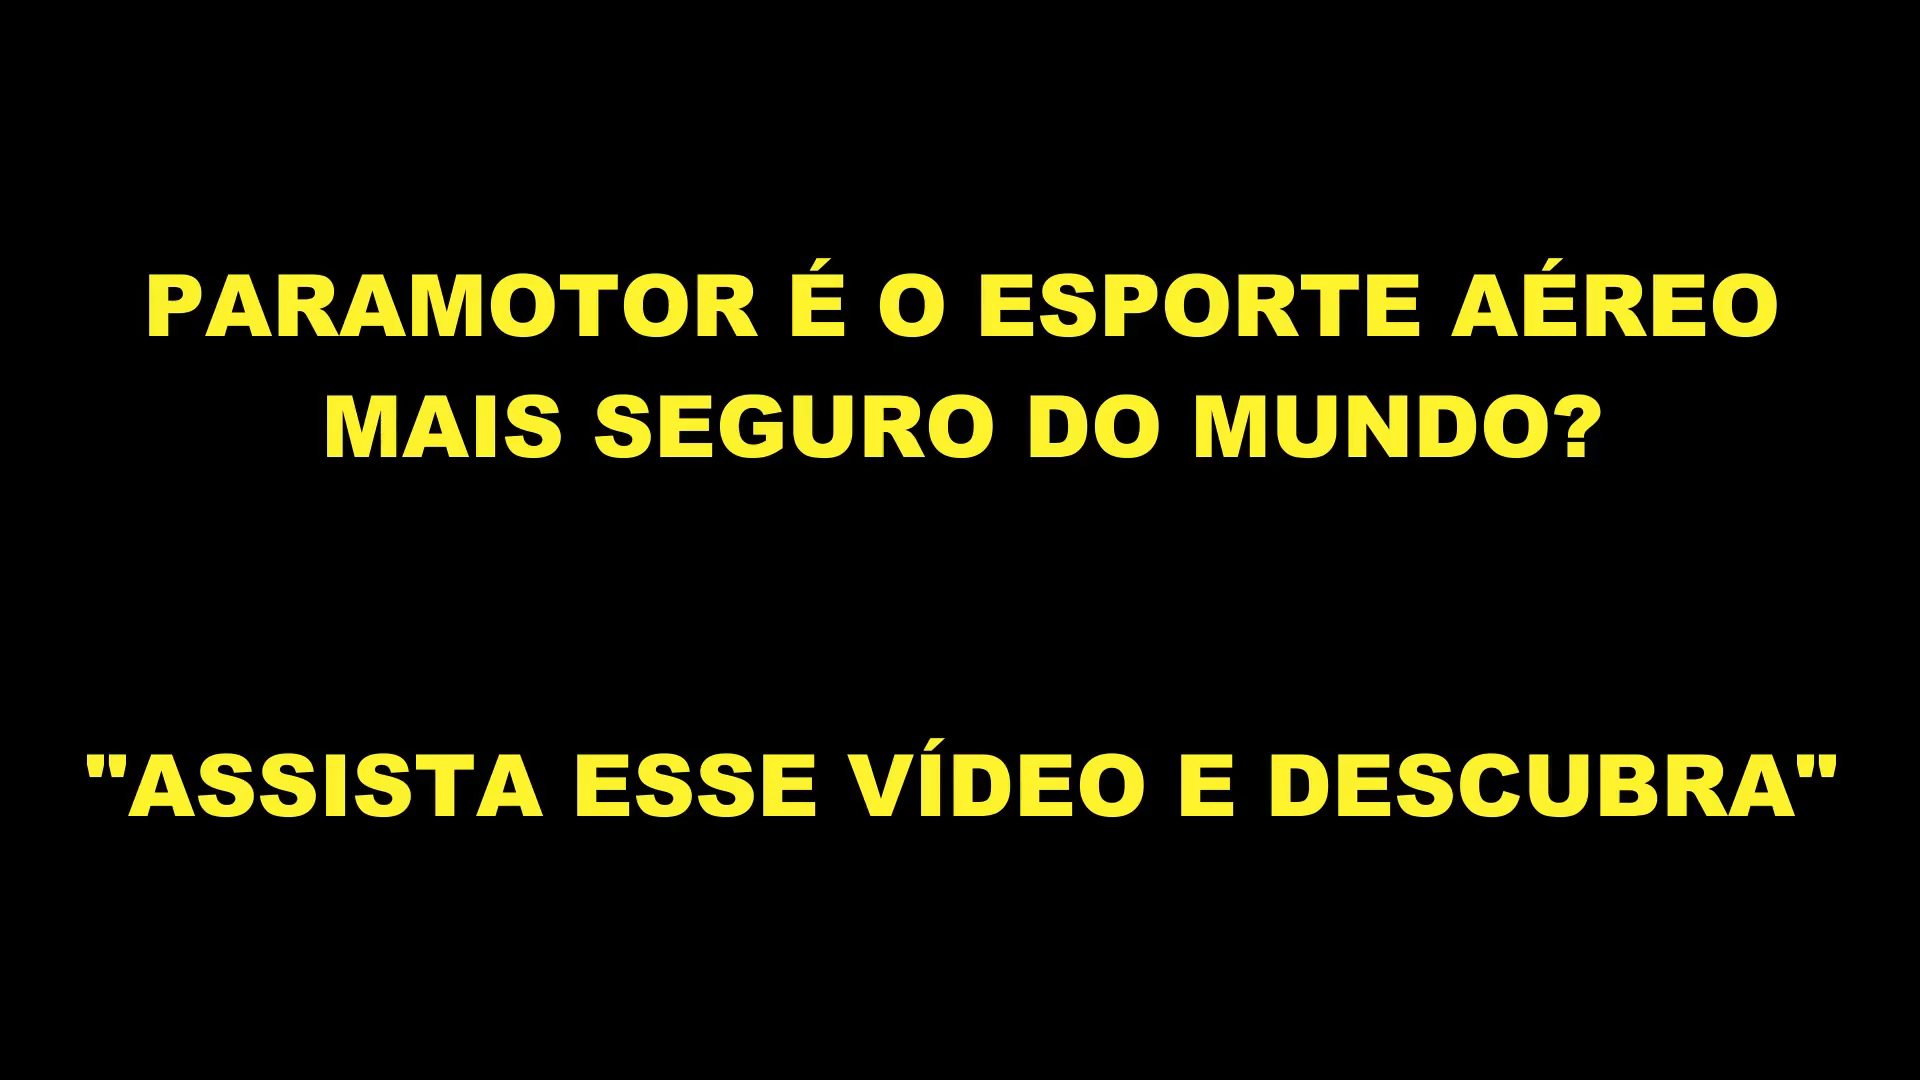 PARAMOTOR É O ESPORTE AÉREO
MAIS SEGURO DO MUNDO?
"ASSISTA ESSE VÍDEO E DESCUBRA"